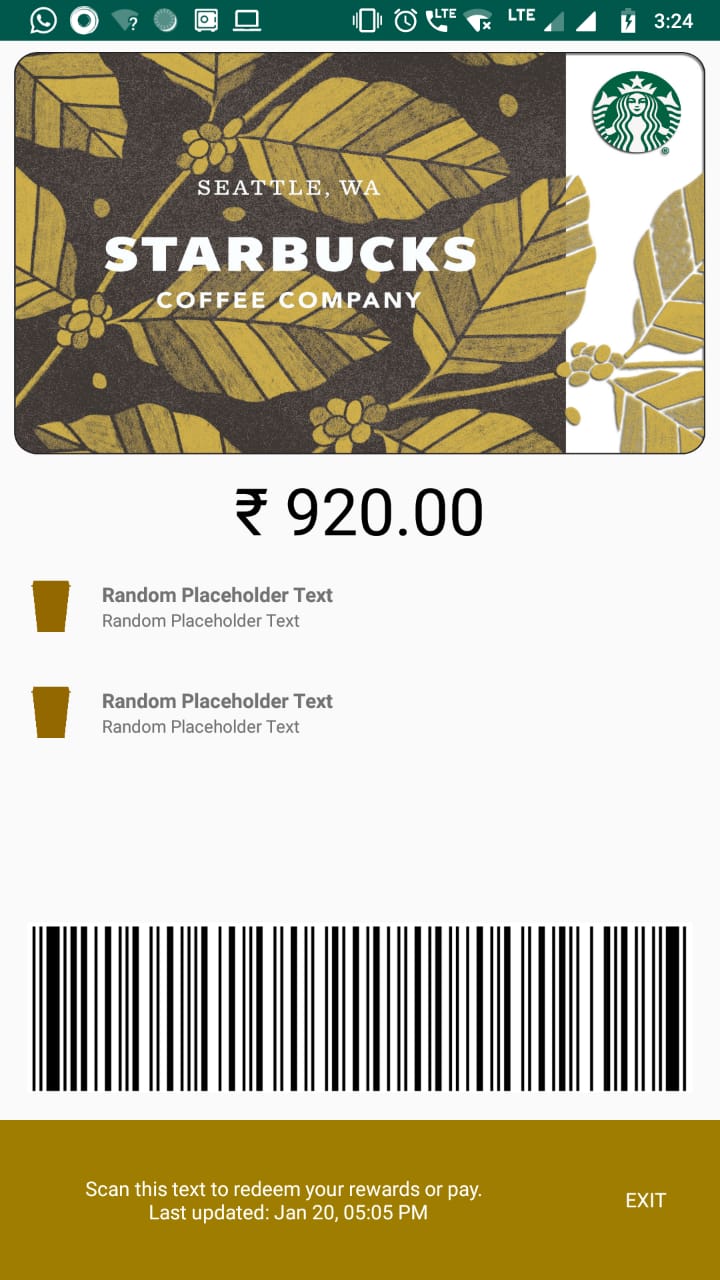 LTE LTE 3:24
SEATTLE, WA
STARBUCKS
COFFEE COMPANY
₹ 920.00
Random Placeholder Text
Random Placeholder Text
Random Placeholder Text
Random Placeholder Text
Scan this text to redeem your rewards or pay.
Last updated: Jan 20, 05:05 PM
EXIT